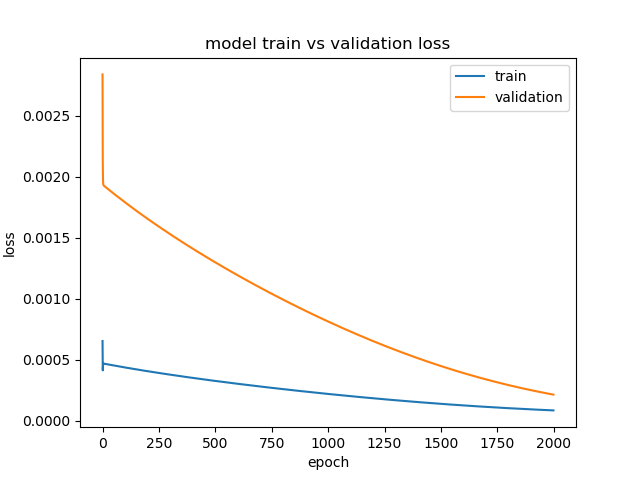 model train vs validation loss
train
validation
0.0025
0.0020
0.0015
0.0010
0.0005
0.0000
loss
0 250 500 750 1000 1250 1500 1750 2000
epoch